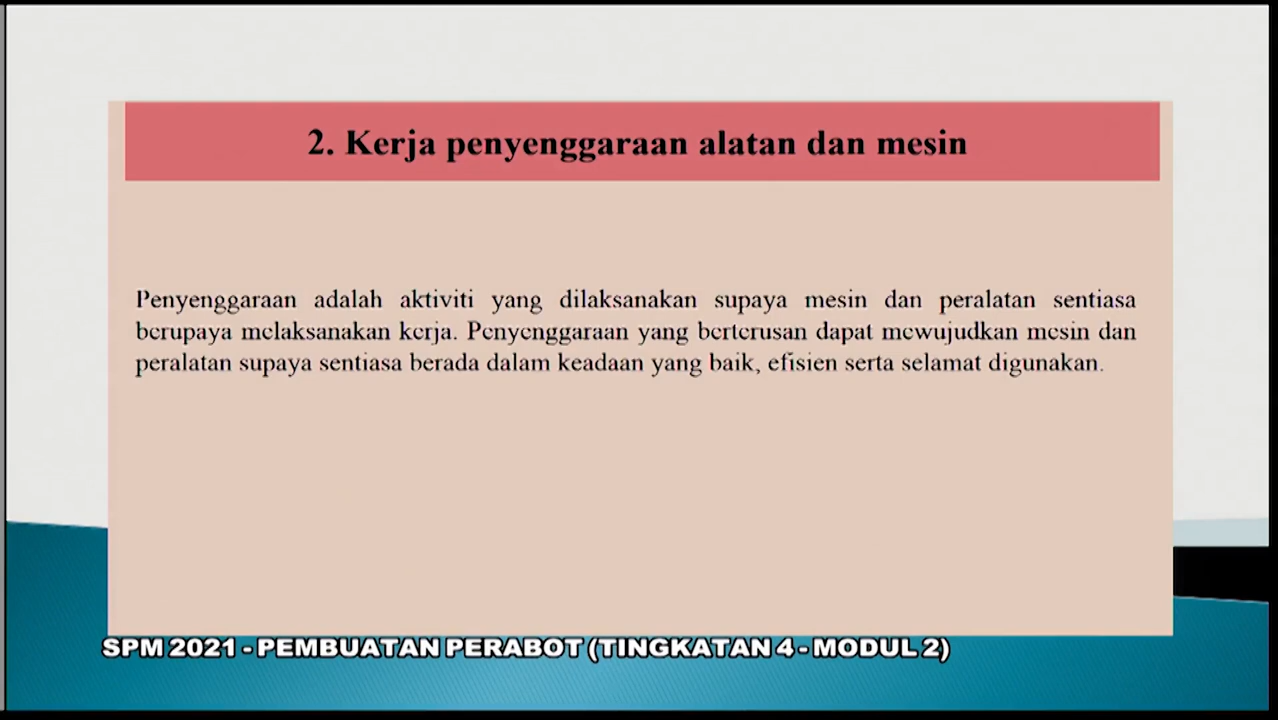 2. Kerja penyenggaraan alatan dan mesin
Penyenggaraan adalah aktiviti yang dilaksanakan supaya mesin dan peralatan sentiasa
berupaya melaksanakan kerja. Penyenggaraan yang berterusan dapat mewujudkan mesin dan
peralatan supaya sentiasa berada dalam keadaan yang baik, efisien serta selamat digunakan.
SPM 2021 - PEMBUATAN PERABOT (TINGKATAN 4 - MODUL 2)